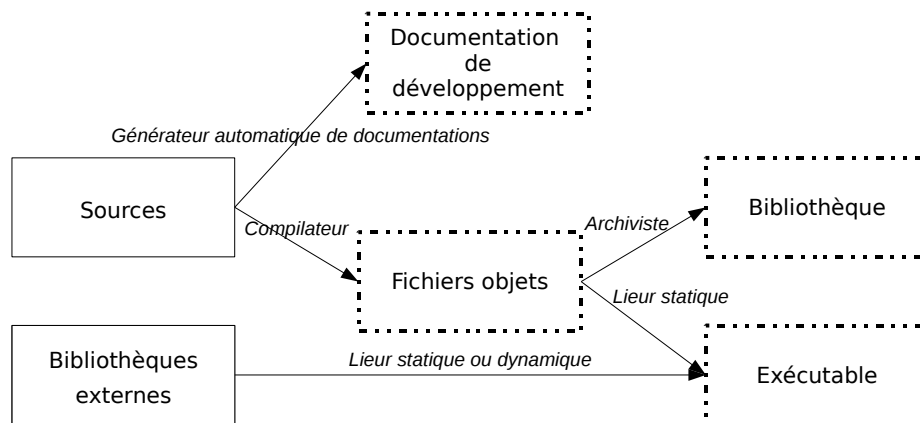 Documentation
de
développement
Générateur automatique de documentations
Sources
Compilateur
Archiviste
Bibliothèque
Fichiers objets
Lieur statique
Bibliothèques
externes
Lieur statique ou dynamique
Exécutable